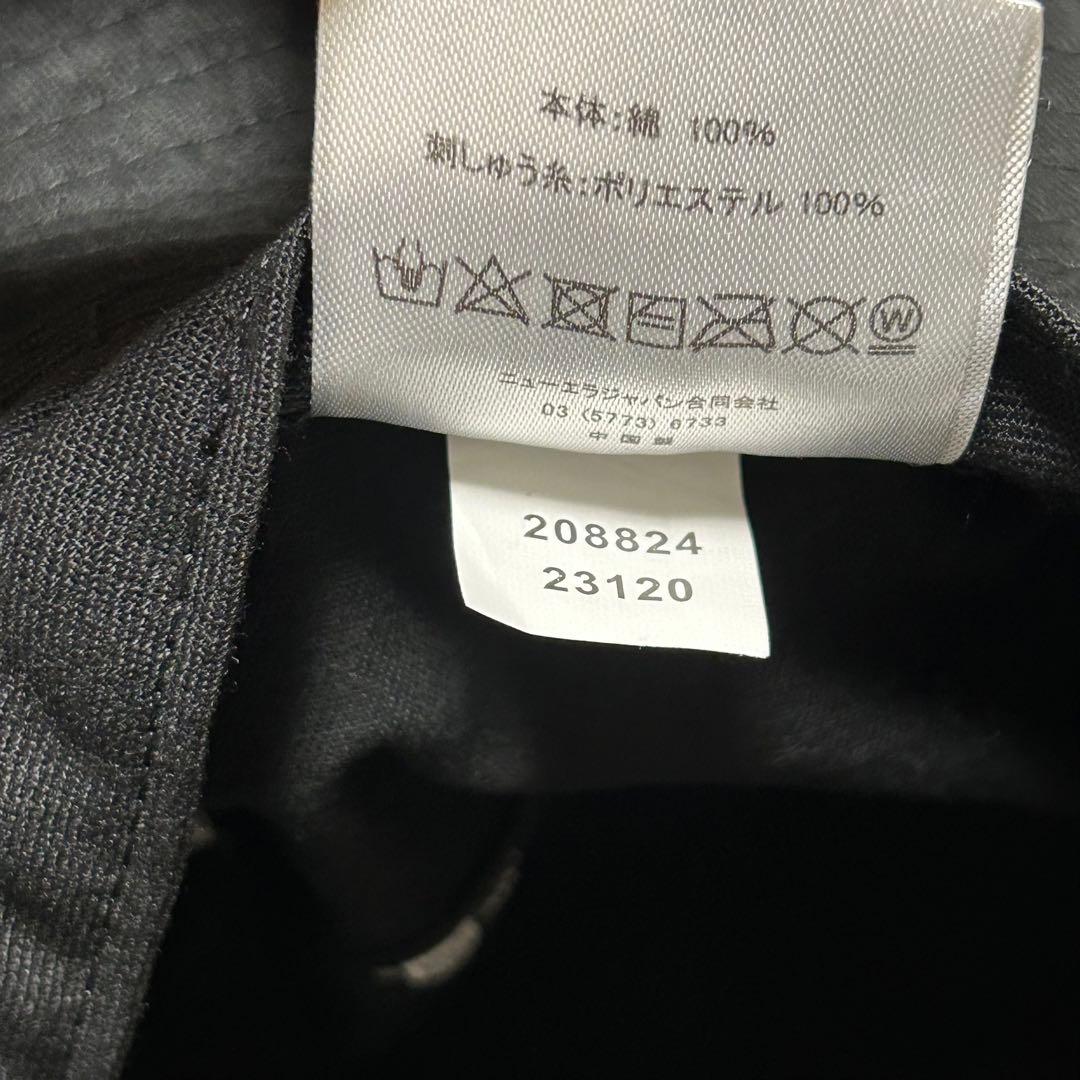 本体:綿 100%
刺しゅう糸:ポリエステル 100%
W
ニューエラジャパン合同会社
03 (5773) 6733
中国製
208824
23120